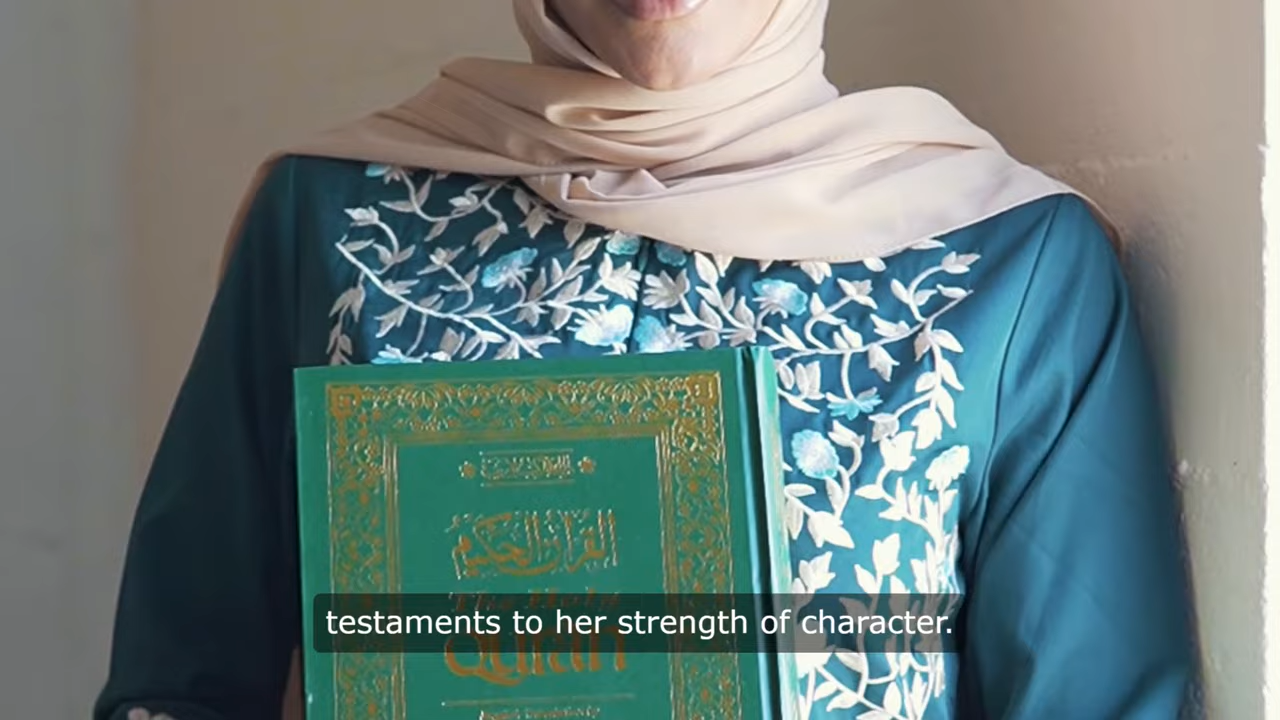 القرآن الحكيم
The Holy
Quran
testaments to her strength of character.